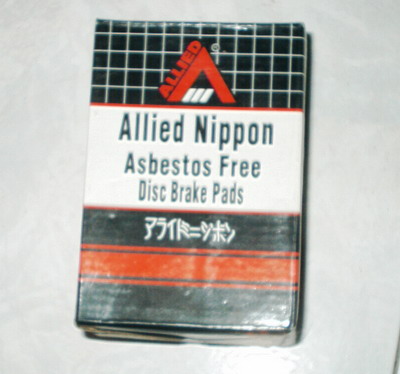 ALLIED
®
Allied Nippon
Asbestos Free
Disc Brake Pads
アライドニッポン